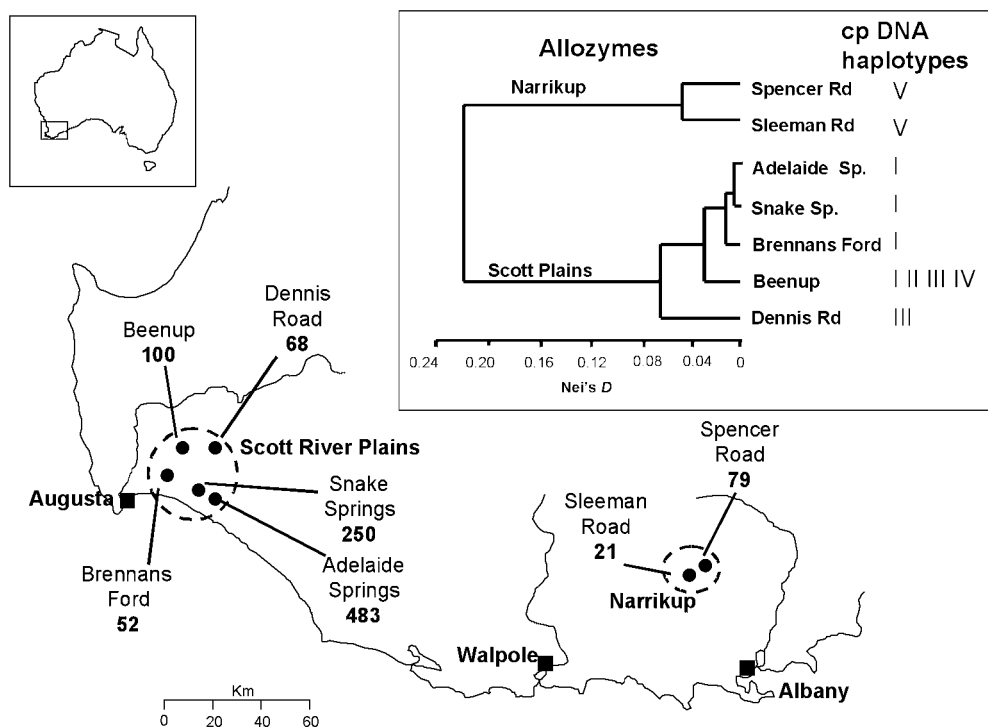 Allozymes
cp DNA
haplotypes
Narrikup
Spencer Rd V
Sleeman Rd V
Adelaide Sp. I
Snake Sp. I
Brennans Ford I
Scott Plains
Beenup I II III IV
Dennis Rd III
0.24 0.20 0.16 0.12 0.08 0.04 0
Nei's D
Dennis
Road
68
Beenup
100
Scott River Plains
Snake
Springs
250
Augusta
Adelaide
Springs
483
Brennans
Ford
52
Spencer
Road
79
Sleeman
Road
21
Narrikup
Walpole
Albany
Km
0 20 40 60